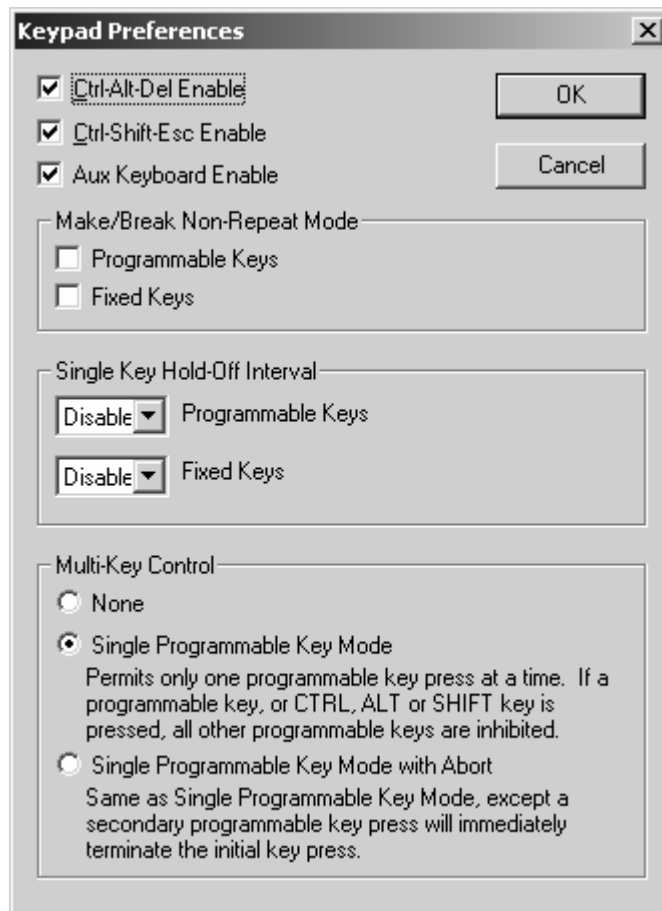 Keypad Preferences
Ctrl-Alt-Del Enable
OK
Ctrl-Shift-Esc Enable
Aux Keyboard Enable
Cancel
Make/Break Non-Repeat Mode
Programmable Keys
Fixed Keys
Single Key Hold-Off Interval
Disable Programmable Keys
Disable Fixed Keys
Multi-Key Control
None
Single Programmable Key Mode
Permits only one programmable key press at a time. If a
programmable key, or CTRL, ALT or SHIFT key is
pressed, all other programmable keys are inhibited.
Single Programmable Key Mode with Abort
Same as Single Programmable Key Mode, except a
secondary programmable key press will immediately
terminate the initial key press.